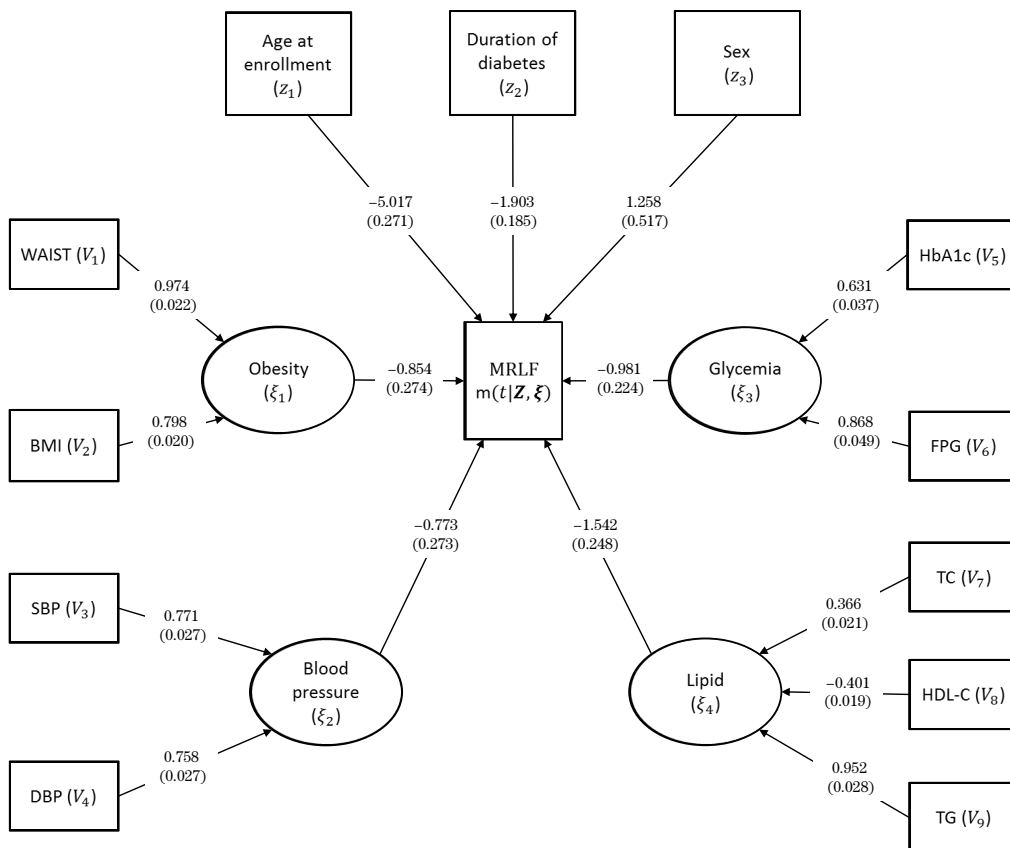 Age at
enrollment
(z₁)
Duration of
diabetes
(z₂)
Sex
(z₃)
−5.017
(0.271)
−1.903
(0.185)
1.258
(0.517)
WAIST (V₁)
0.974
(0.022)
BMI (V₂)
0.798
(0.020)
Obesity
(ξ₁)
−0.854
(0.274)
MRLF
m(t|Z, ξ)
−0.981
(0.224)
Glycemia
(ξ₃)
HbA1c (V₅)
0.631
(0.037)
FPG (V₆)
0.868
(0.049)
−0.773
(0.273)
−1.542
(0.248)
SBP (V₃)
0.771
(0.027)
DBP (V₄)
0.758
(0.027)
Blood
pressure
(ξ₂)
Lipid
(ξ₄)
TC (V₇)
0.366
(0.021)
HDL-C (V₈)
−0.401
(0.019)
TG (V₉)
0.952
(0.028)